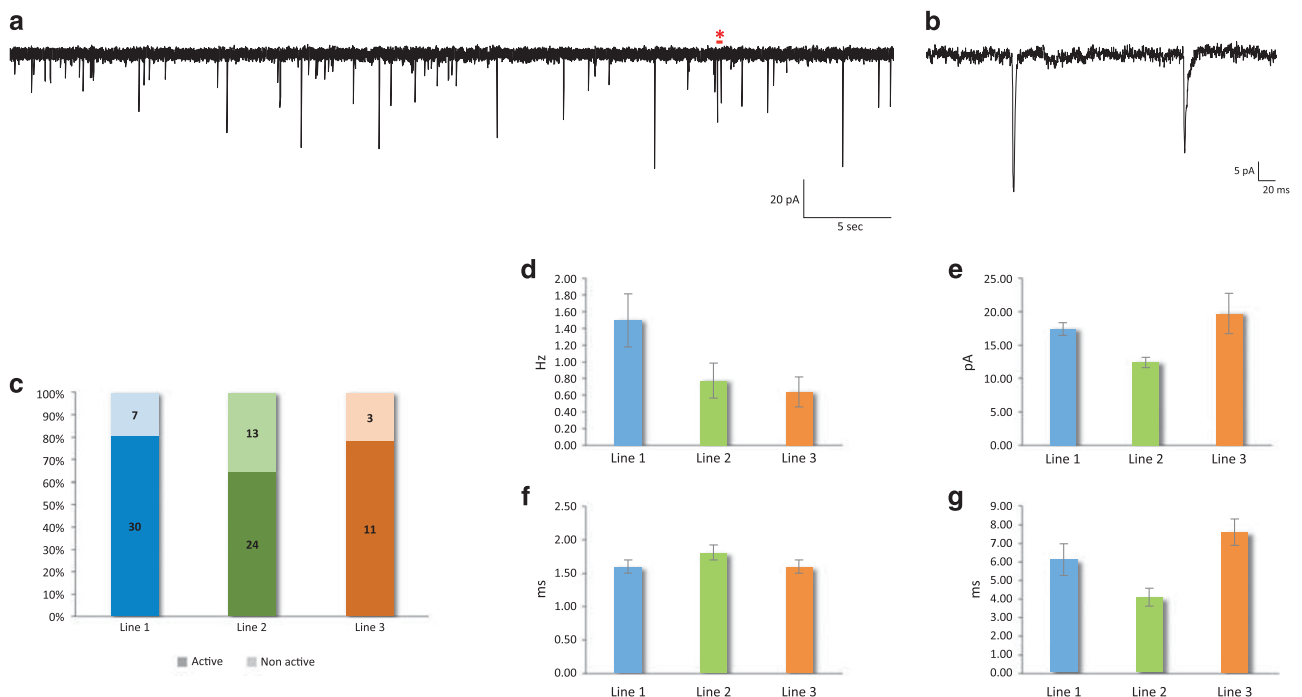 a
*
20 pA
5 sec
b
5 pA
20 ms
c
100%
90%
80%
70%
60%
50%
40%
30%
20%
10%
0%
7
13
3
30
24
11
Line 1
Line 2
Line 3
Active
Non active
d
2.00
1.80
1.60
1.40
1.20
1.00
0.80
0.60
0.40
0.20
0.00
Hz
Line 1
Line 2
Line 3
e
25.00
20.00
15.00
10.00
5.00
0.00
pA
Line 1
Line 2
Line 3
f
2.50
2.00
1.50
1.00
0.50
0.00
ms
Line 1
Line 2
Line 3
g
9.00
8.00
7.00
6.00
5.00
4.00
3.00
2.00
1.00
0.00
ms
Line 1
Line 2
Line 3